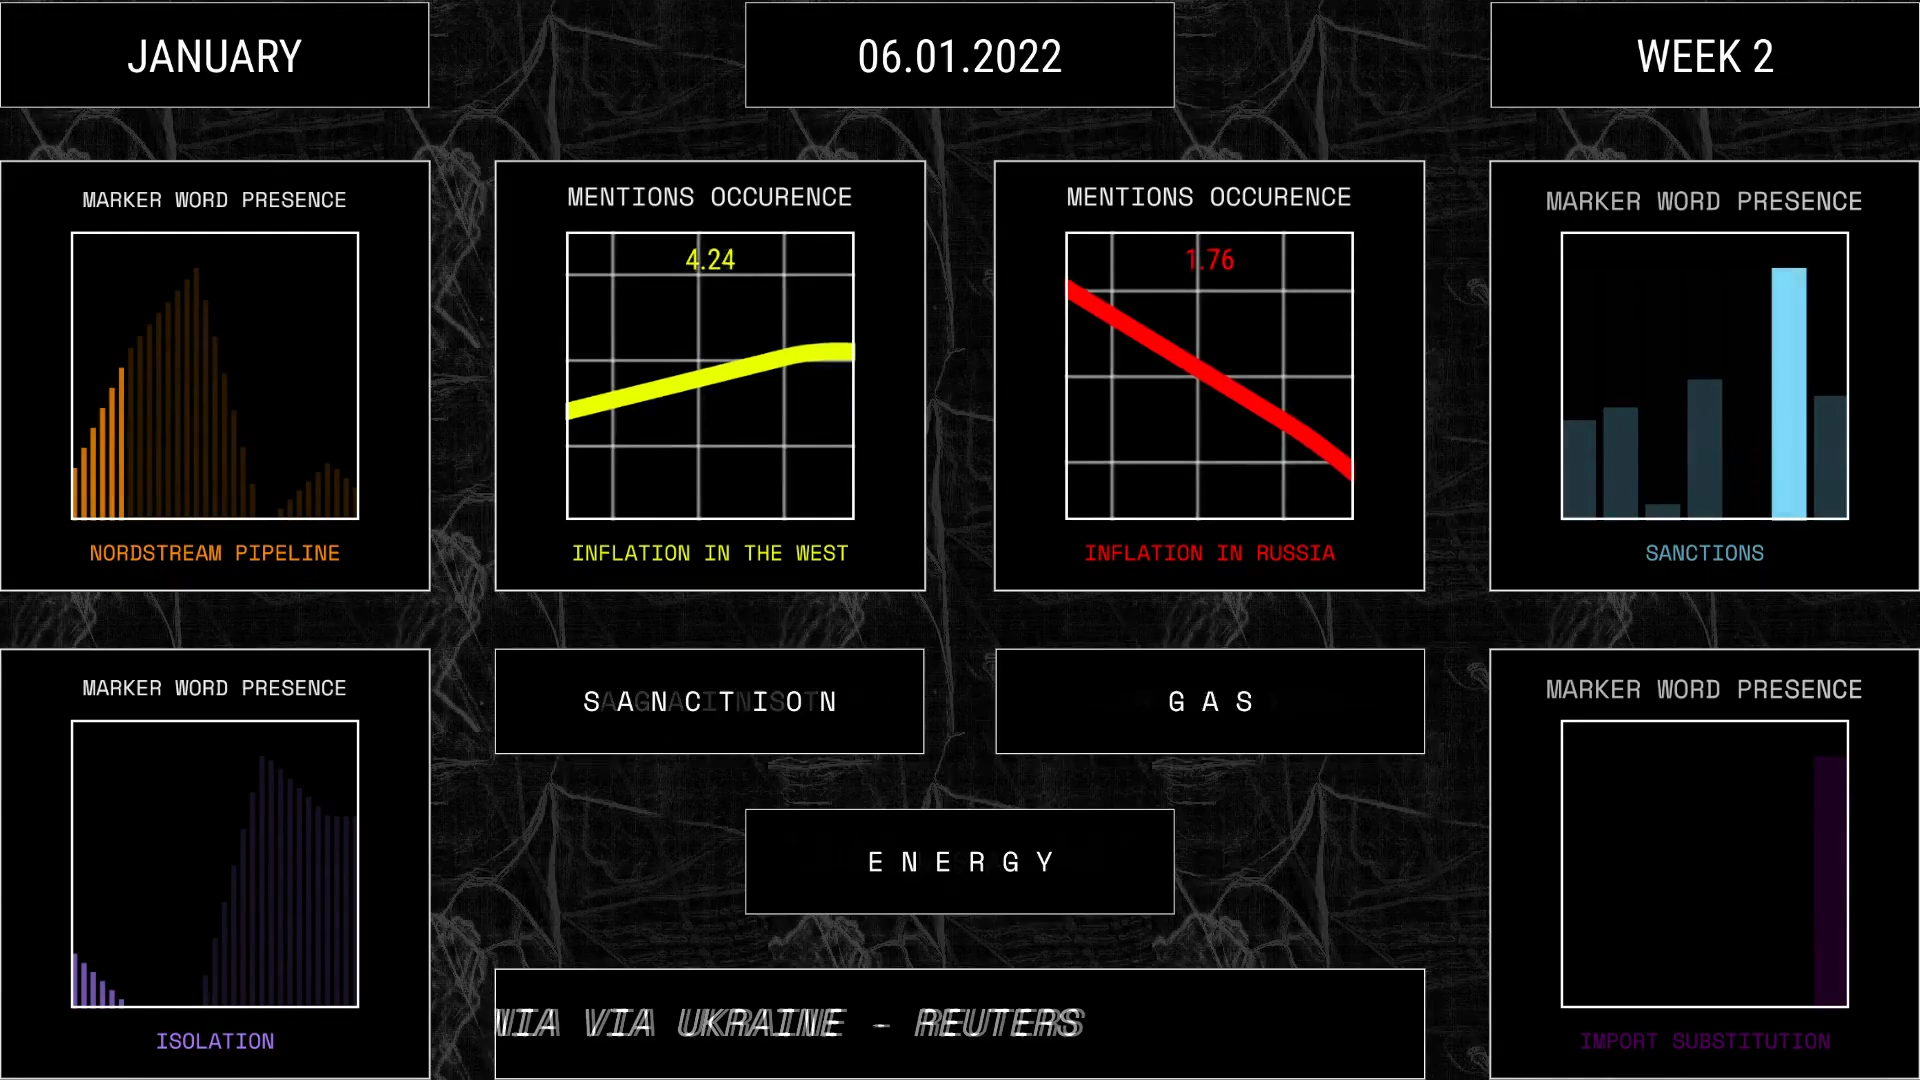 JANUARY
06.01.2022
WEEK 2
MARKER WORD PRESENCE
NORDSTREAM PIPELINE
MENTIONS OCCURENCE
4.24
INFLATION IN THE WEST
MENTIONS OCCURENCE
1.76
INFLATION IN RUSSIA
MARKER WORD PRESENCE
SANCTIONS
MARKER WORD PRESENCE
ISOLATION
GAS
ENERGY
VIA UKRAINE - REUTERS
MARKER WORD PRESENCE
IMPORT SUBSTITUTION